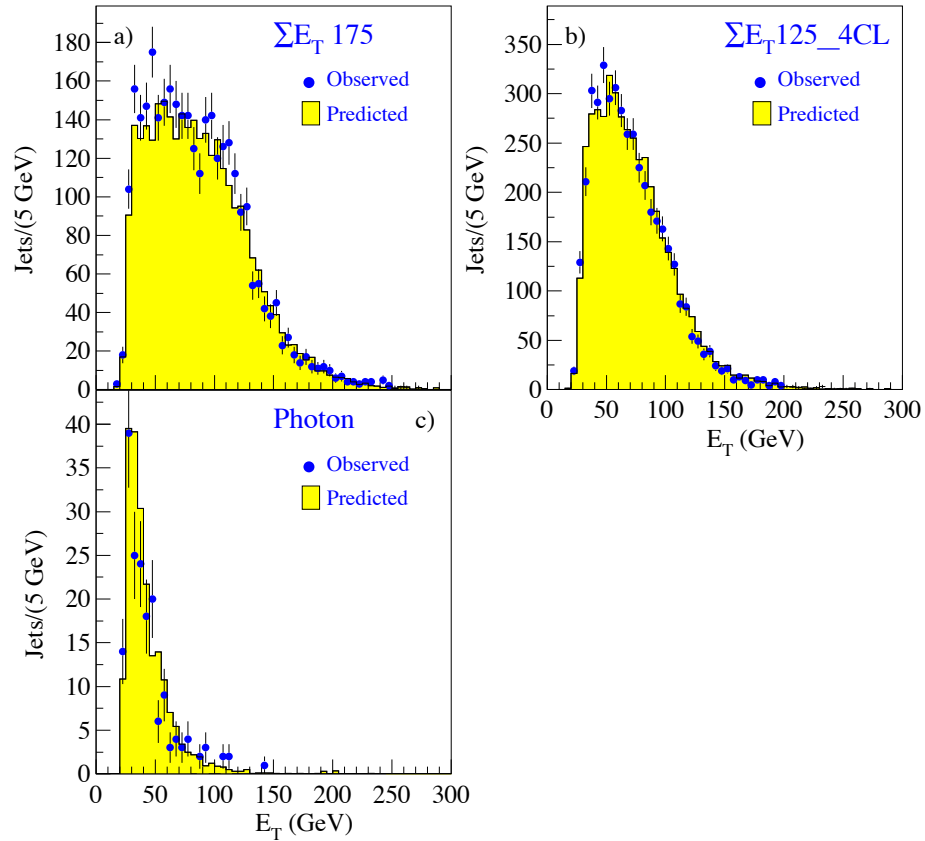 a)
ΣE_T 175
Observed
Predicted
Jets/(5 GeV)
180
160
140
120
100
80
60
40
20
0
b)
ΣE_T125_4CL
Observed
Predicted
Jets/(5 GeV)
350
300
250
200
150
100
50
0
0 50 100 150 200 250 300
E_T (GeV)
Photon c)
Observed
Predicted
Jets/(5 GeV)
40
35
30
25
20
15
10
5
0
0 50 100 150 200 250 300
E_T (GeV)